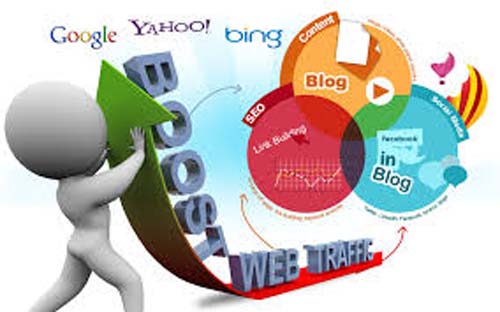 Google
YAHOO!
bing
BOOST
WEB TRAFFIC
Content
Blog
SEO
Link Building
Social Media
facebook
in
Blog